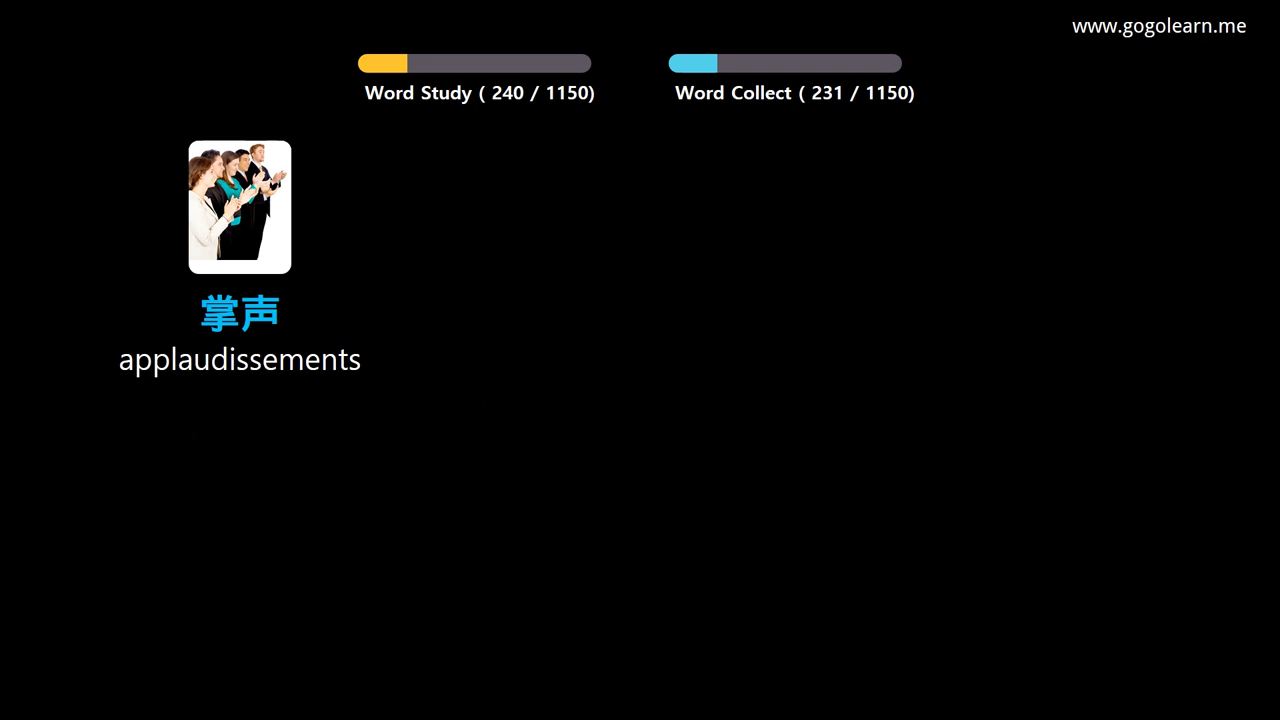 www.gogolearn.me
Word Study ( 240 / 1150)
Word Collect ( 231 / 1150)
掌声
applaudissements